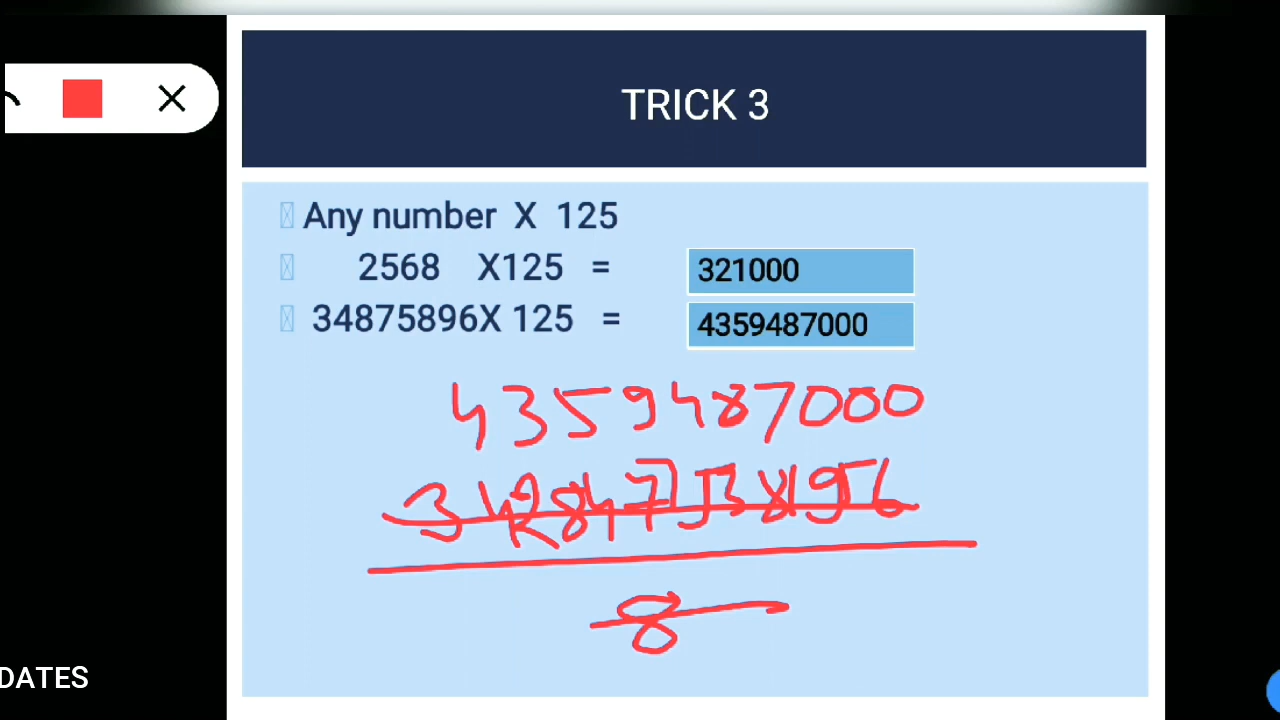 TRICK 3
Any number X 125
2568 X125 = 321000
34875896X 125 = 4359487000
4359487000
8
DATES